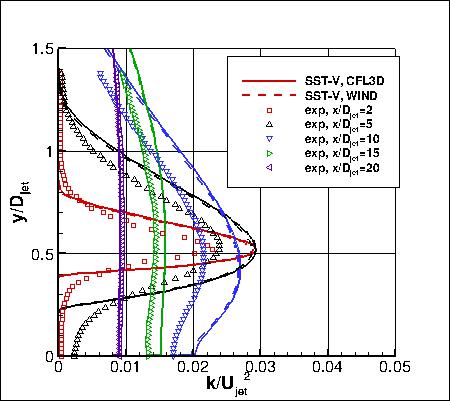 1.5
1
0.5
0
y/D_jet
SST-V, CFL3D
SST-V, WIND
exp, x/D_jet=2
exp, x/D_jet=5
exp, x/D_jet=10
exp, x/D_jet=15
exp, x/D_jet=20
0 0.01 0.02 0.03 0.04 0.05
k/U_jet^2